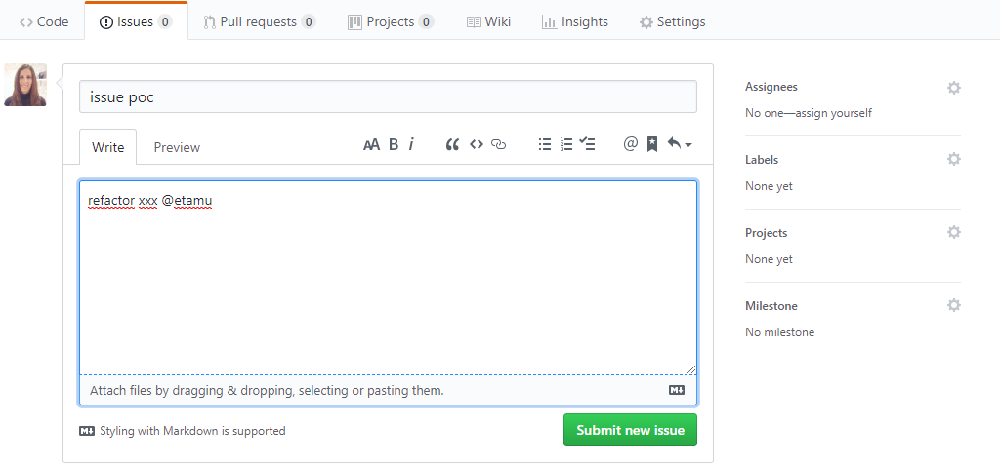 Code Issues 0 Pull requests 0 Projects 0 Wiki Insights Settings
issue poc
Write Preview AA B i @
refactor xxx @etamu
Attach files by dragging & dropping, selecting or pasting them.
Styling with Markdown is supported
Submit new issue
Assignees
No one—assign yourself
Labels
None yet
Projects
None yet
Milestone
No milestone